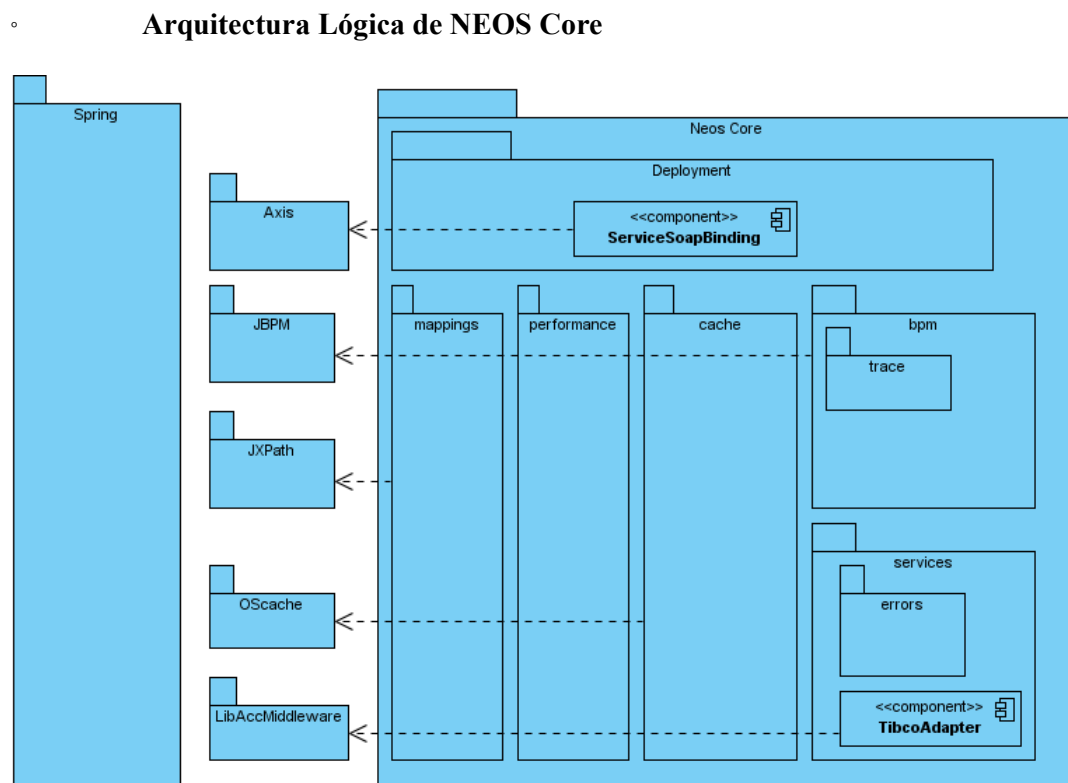 Arquitectura Lógica de NEOS Core
Spring
Neos Core
Deployment
Axis
<<component>>
ServiceSoapBinding
JBPM
mappings
performance
cache
bpm
trace
JXPath
services
OScache
errors
LibAccMiddleware
<<component>>
TibcoAdapter